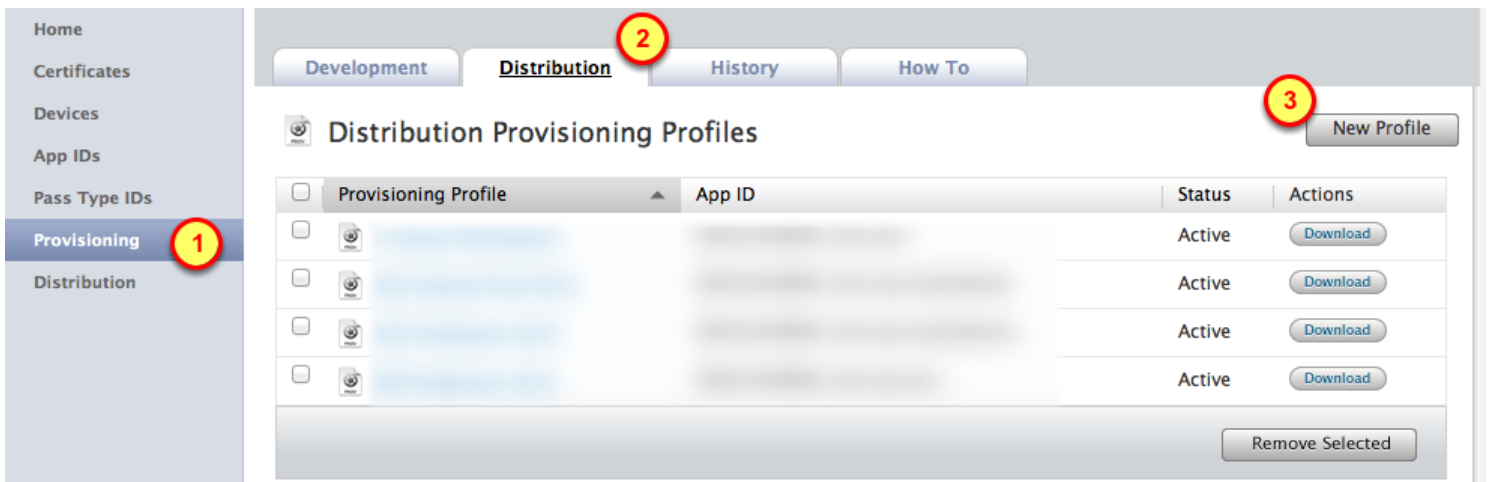 Home
Certificates
Devices
App IDs
Pass Type IDs
Provisioning 1
Distribution
2
Development Distribution History How To
3
Distribution Provisioning Profiles New Profile
Provisioning Profile App ID Status Actions
Active Download
Active Download
Active Download
Active Download
Remove Selected